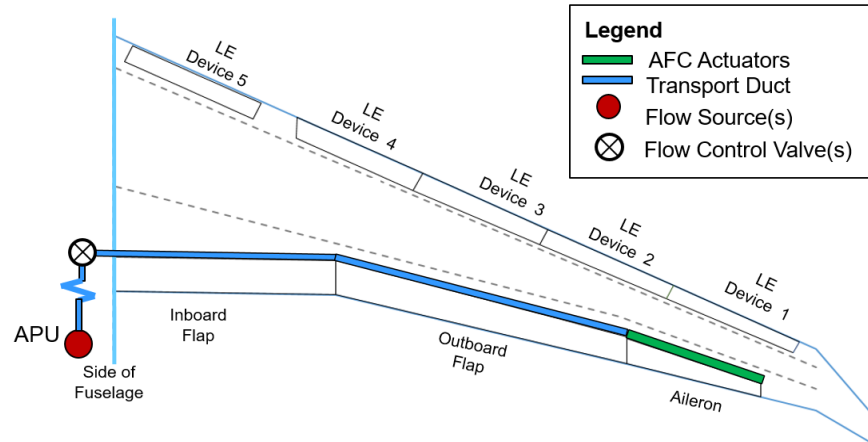 LE
Device 5
LE
Device 4
LE
Device 3
LE
Device 2
LE
Device 1
Legend
AFC Actuators
Transport Duct
Flow Source(s)
Flow Control Valve(s)
APU
Side of
Fuselage
Inboard
Flap
Outboard
Flap
Aileron